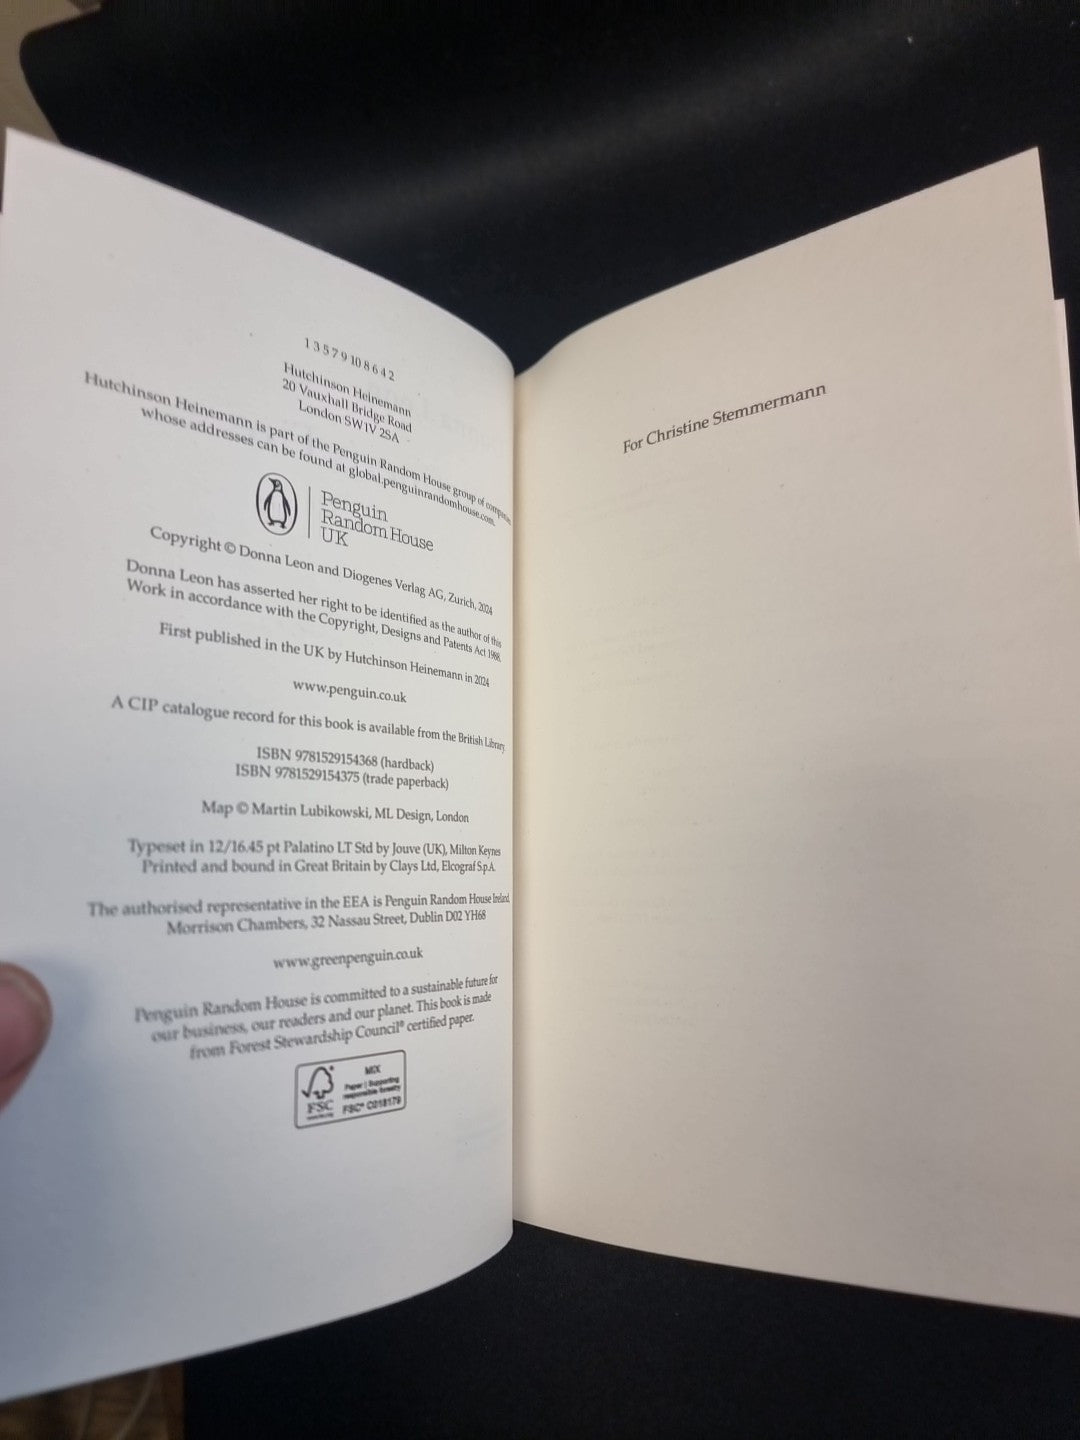 1 3 5 7 9 10 8 6 4 2
Hutchinson Heinemann
20 Vauxhall Bridge Road
London SW1V 2SA
Hutchinson Heinemann is part of the Penguin Random House group of companies
whose addresses can be found at global.penguinrandomhouse.com.
Penguin
Random House
UK
Copyright © Donna Leon and Diogenes Verlag AG, Zurich, 2024
Donna Leon has asserted her right to be identified as the author of this
Work in accordance with the Copyright, Designs and Patents Act 1988.
First published in the UK by Hutchinson Heinemann in 2024
www.penguin.co.uk
A CIP catalogue record for this book is available from the British Library.
ISBN 9781529154368 (hardback)
ISBN 9781529154375 (trade paperback)
Map © Martin Lubikowski, ML Design, London
Typeset in 12/16.45 pt Palatino LT Std by Jouve (UK), Milton Keynes
Printed and bound in Great Britain by Clays Ltd, Elcograf S.p.A.
The authorised representative in the EEA is Penguin Random House Ireland,
Morrison Chambers, 32 Nassau Street, Dublin D02 YH68
www.greenpenguin.co.uk
Penguin Random House is committed to a sustainable future for
our business, our readers and our planet. This book is made
from Forest Stewardship Council® certified paper.
FSC
MIX
Paper | Supporting
responsible forestry
FSC® C018179
For Christine Stemmermann